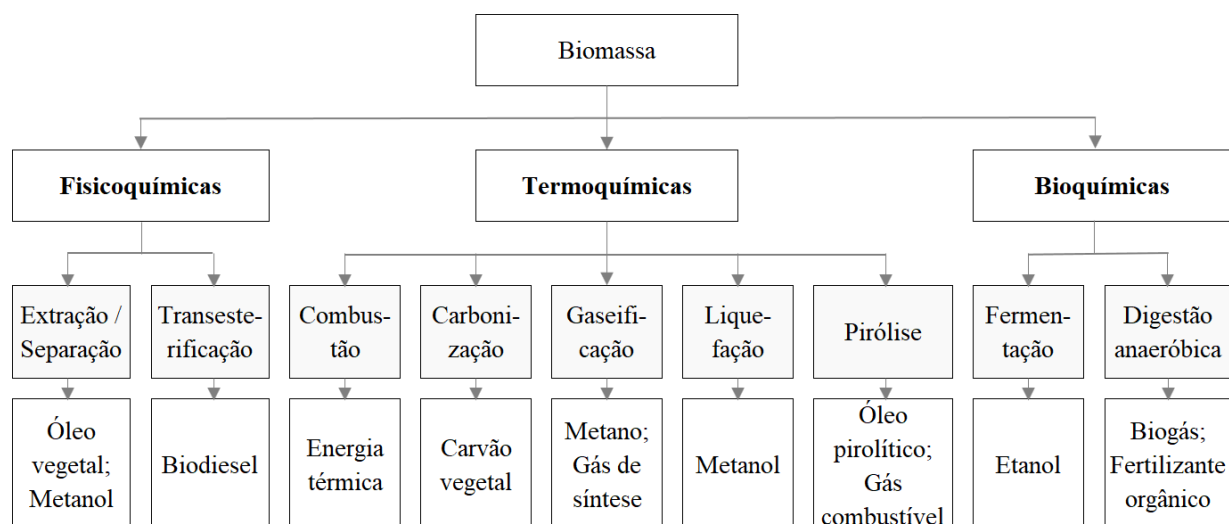 Biomassa
Fisicoquímicas
Termoquímicas
Bioquímicas
Extração /
Separação
Transeste-
rificação
Combus-
tão
Carboni-
zação
Gaseifi-
cação
Lique-
fação
Pirólise
Fermen-
tação
Digestão
anaeróbica
Óleo
vegetal;
Metanol
Biodiesel
Energia
térmica
Carvão
vegetal
Metano;
Gás de
síntese
Metanol
Óleo
pirolítico;
Gás
combustível
Etanol
Biogás;
Fertilizante
orgânico